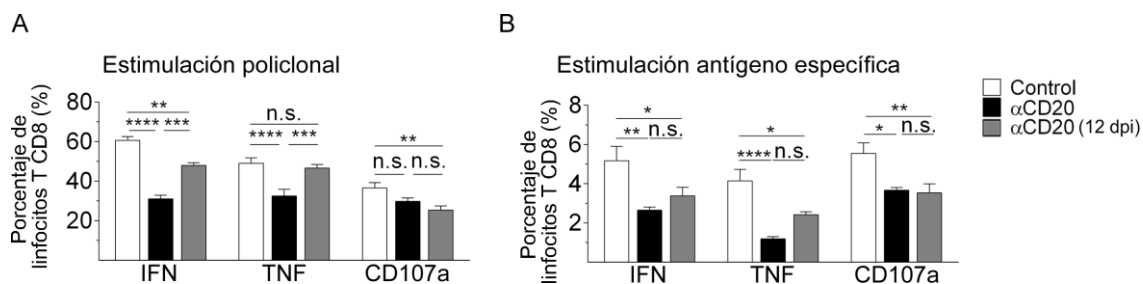 A
Estimulación policlonal
Porcentaje de
linfocitos T CD8 (%)
80
60
40
20
**
**** ***
n.s.
**** ***
**
n.s. n.s.
IFN TNF CD107a
B
Estimulación antígeno específica
Porcentaje de
linfocitos T CD8 (%)
8
6
4
2
*
** n.s.
*
**** n.s.
**
* n.s.
IFN TNF CD107a
Control
αCD20
αCD20 (12 dpi)